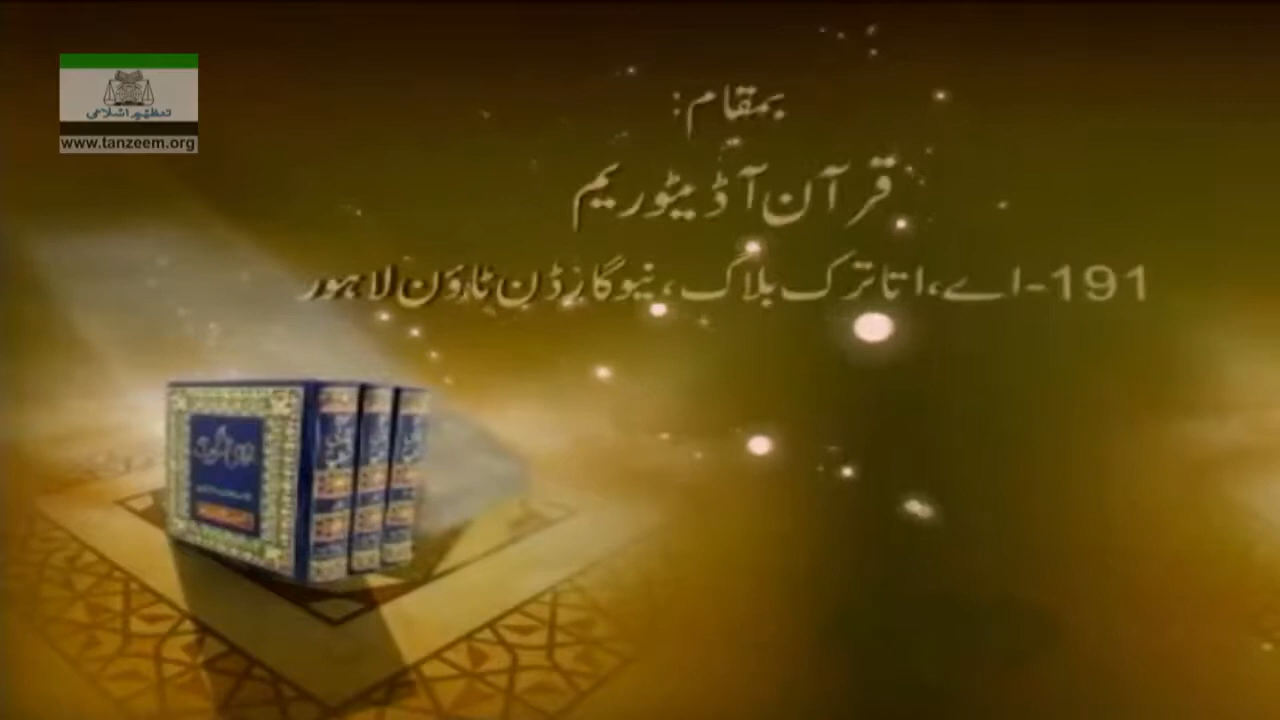 تنظیم اسلامی
www.tanzeem.org
بمقام:
قرآن آڈیٹوریم
191-اے، اتاترک بلاک، نیو گارڈن ٹاؤن لاہور